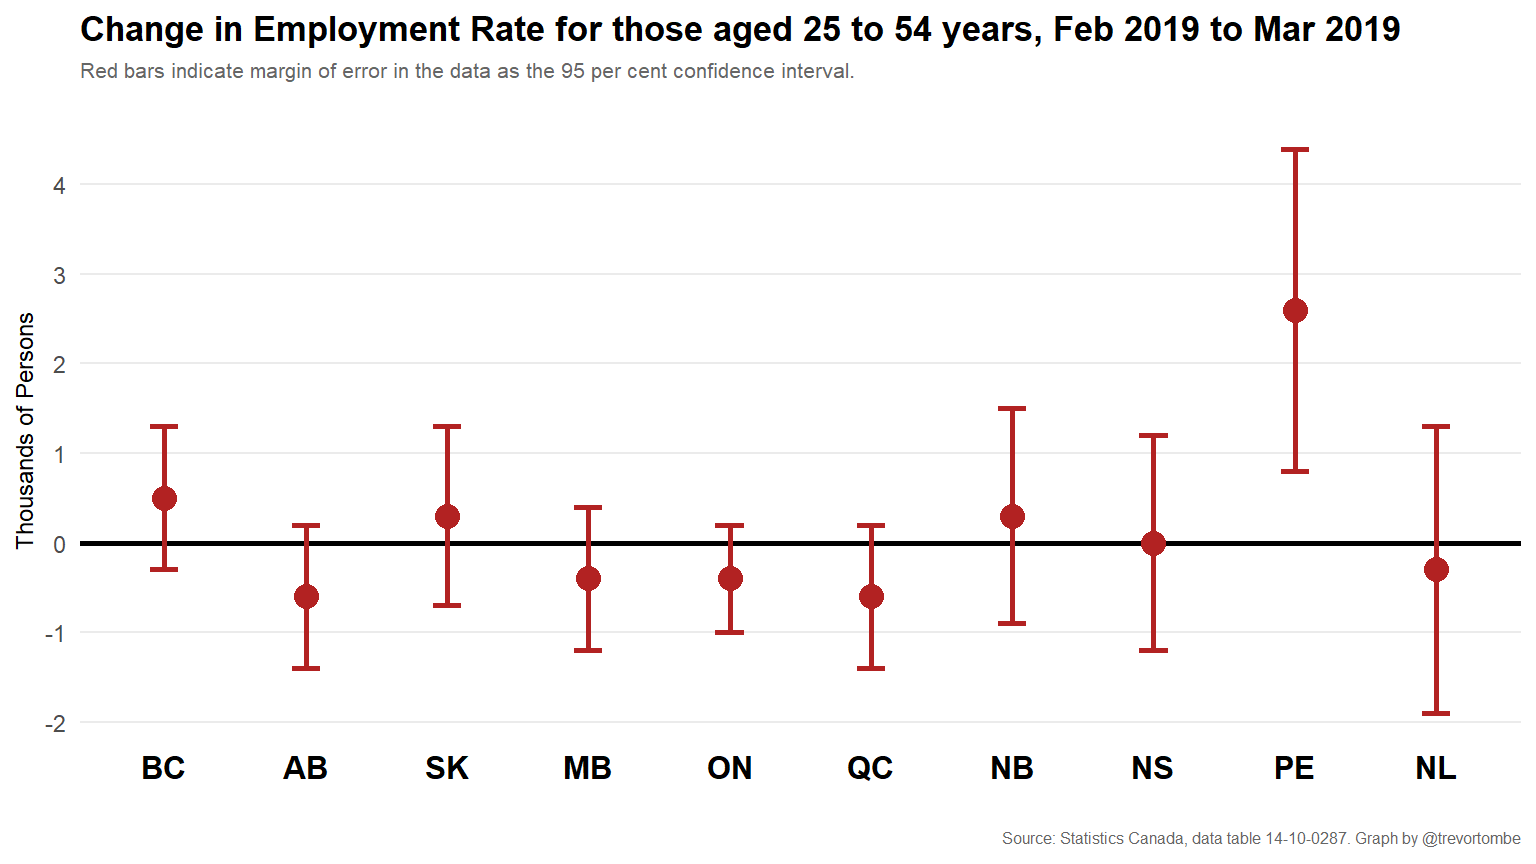 Change in Employment Rate for those aged 25 to 54 years, Feb 2019 to Mar 2019
Red bars indicate margin of error in the data as the 95 per cent confidence interval.
Thousands of Persons
4
3
2
1
0
-1
-2
BC AB SK MB ON QC NB NS PE NL
Source: Statistics Canada, data table 14-10-0287. Graph by @trevortombe